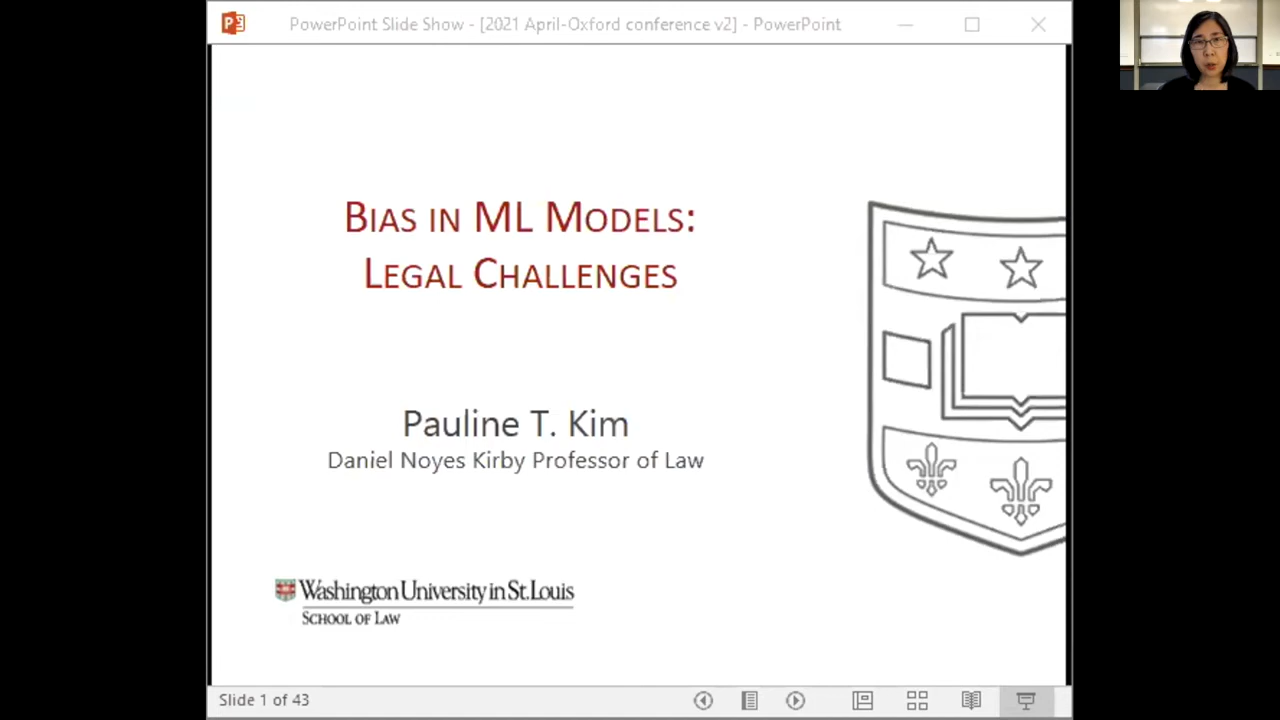 PowerPoint Slide Show - [2021 April-Oxford conference v2] - PowerPoint
BIAS IN ML MODELS:
LEGAL CHALLENGES
Pauline T. Kim
Daniel Noyes Kirby Professor of Law
Washington University in St. Louis
SCHOOL OF LAW
Slide 1 of 43